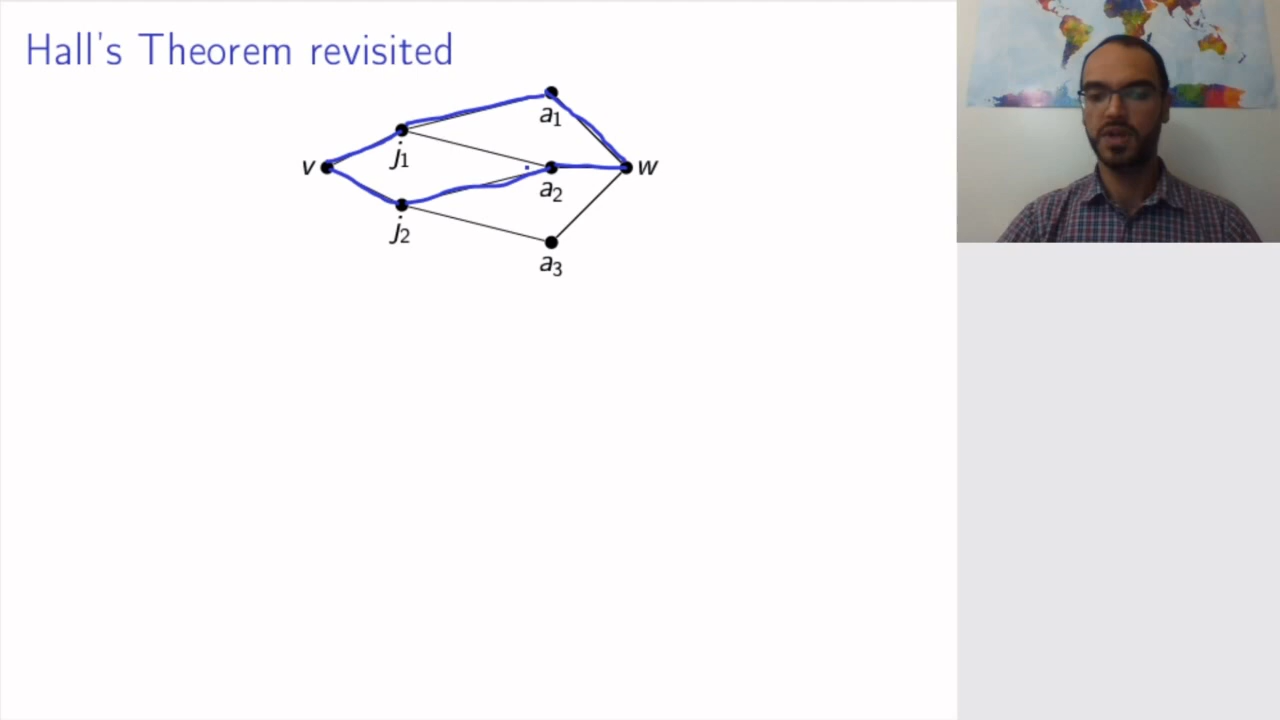 Hall's Theorem revisited
a₁
j₁
v
w
a₂
j₂
a₃